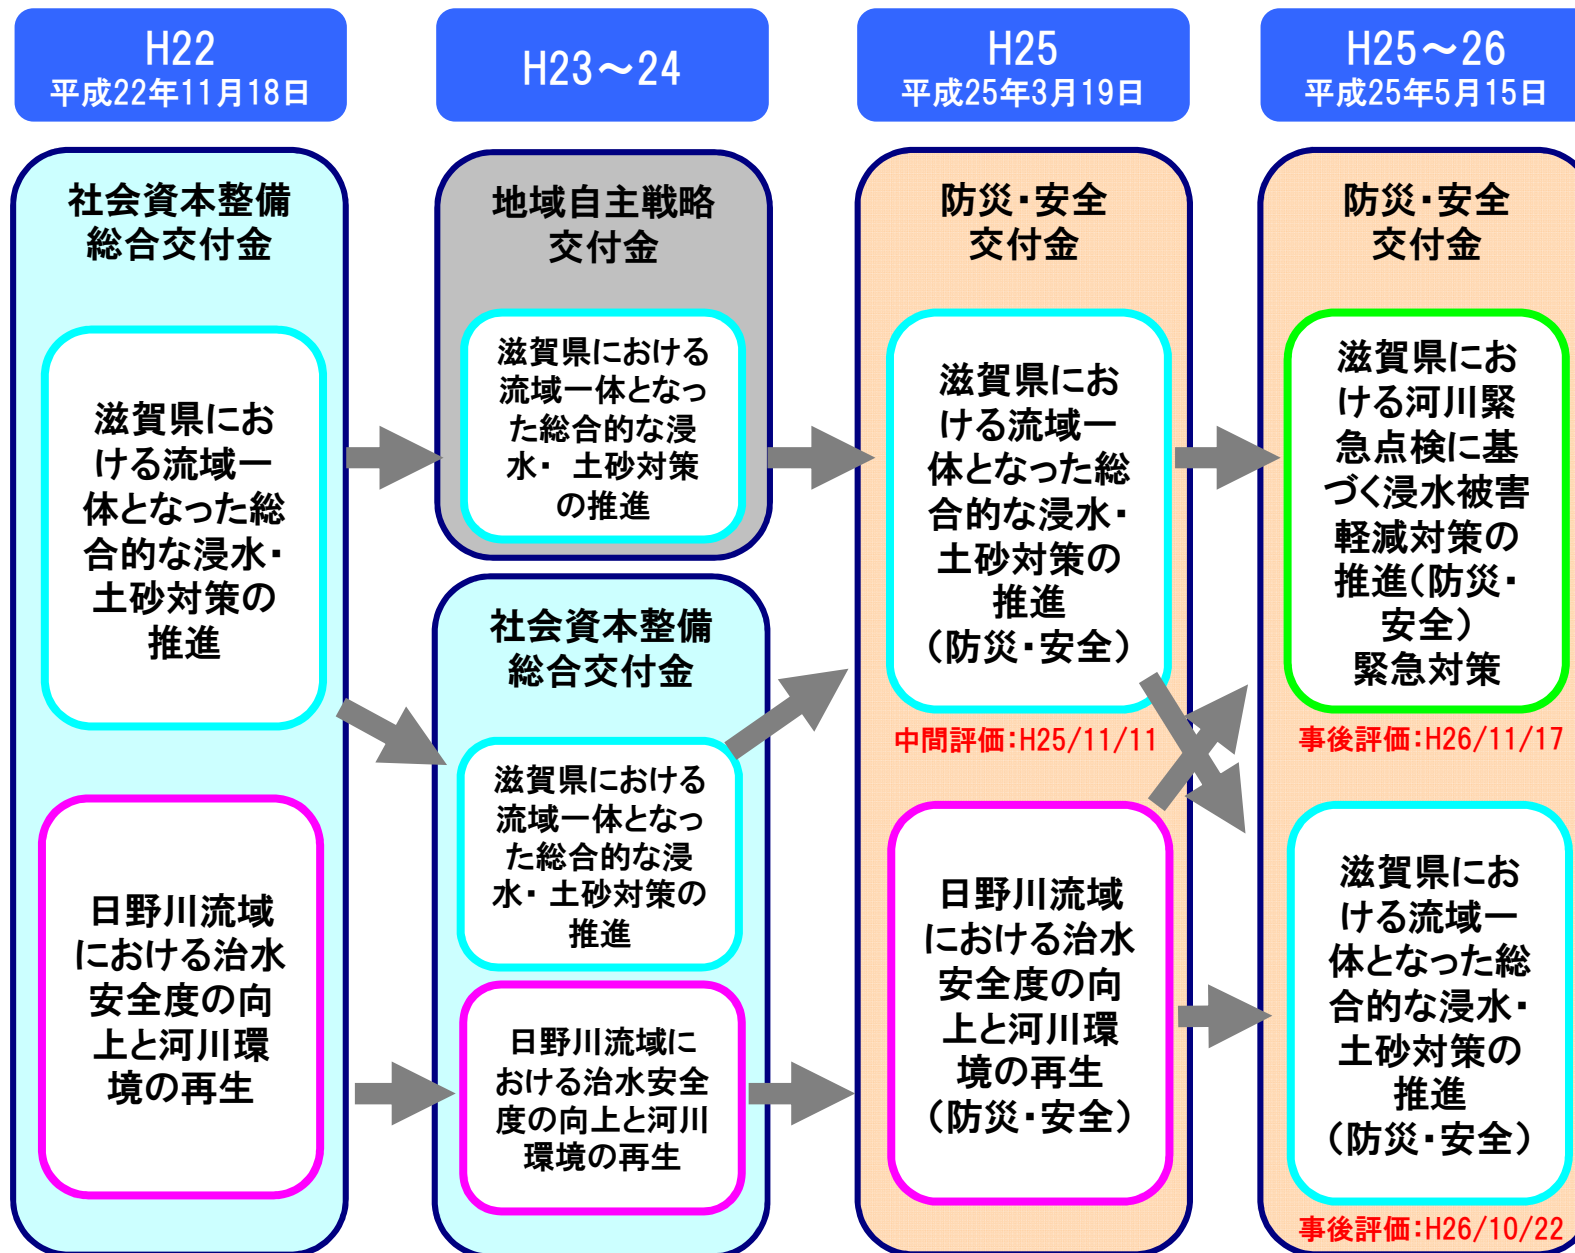 H22
平成22年11月18日
H23～24
H25
平成25年3月19日
H25～26
平成25年5月15日
社会資本整備
総合交付金
滋賀県にお
ける流域一
体となった総
合的な浸水・
土砂対策の
推進
日野川流域
における治水
安全度の向
上と河川環
境の再生
地域自主戦略
交付金
滋賀県における
流域一体となっ
た総合的な浸
水・ 土砂対策
の推進
社会資本整備
総合交付金
滋賀県における
流域一体となっ
た総合的な浸
水・ 土砂対策の
推進
日野川流域に
おける治水安全
度の向上と河川
環境の再生
防災・安全
交付金
滋賀県にお
ける流域一
体となった総
合的な浸水・
土砂対策の
推進
（防災・安全）
中間評価：H25/11/11
日野川流域
における治水
安全度の向
上と河川環
境の再生
（防災・安全）
防災・安全
交付金
滋賀県にお
ける河川緊
急点検に基
づく浸水被害
軽減対策の
推進（防災・
安全）
緊急対策
事後評価：H26/11/17
滋賀県にお
ける流域一
体となった総
合的な浸水・
土砂対策の
推進
（防災・安全）
事後評価：H26/10/22